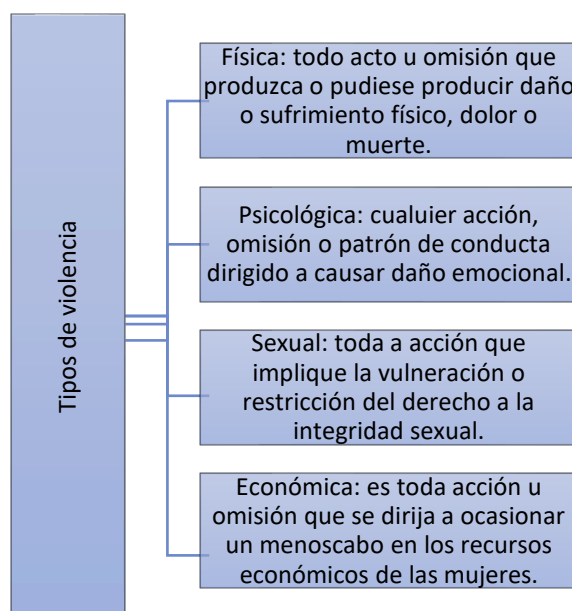 Tipos de violencia
Física: todo acto u omisión que
produzca o pudiese producir daño
o sufrimiento físico, dolor o
muerte.
Psicológica: cualuier acción,
omisión o patrón de conducta
dirigido a causar daño emocional.
Sexual: toda a acción que
implique la vulneración o
restricción del derecho a la
integridad sexual.
Económica: es toda acción u
omisión que se dirija a ocasionar
un menoscabo en los recursos
económicos de las mujeres.